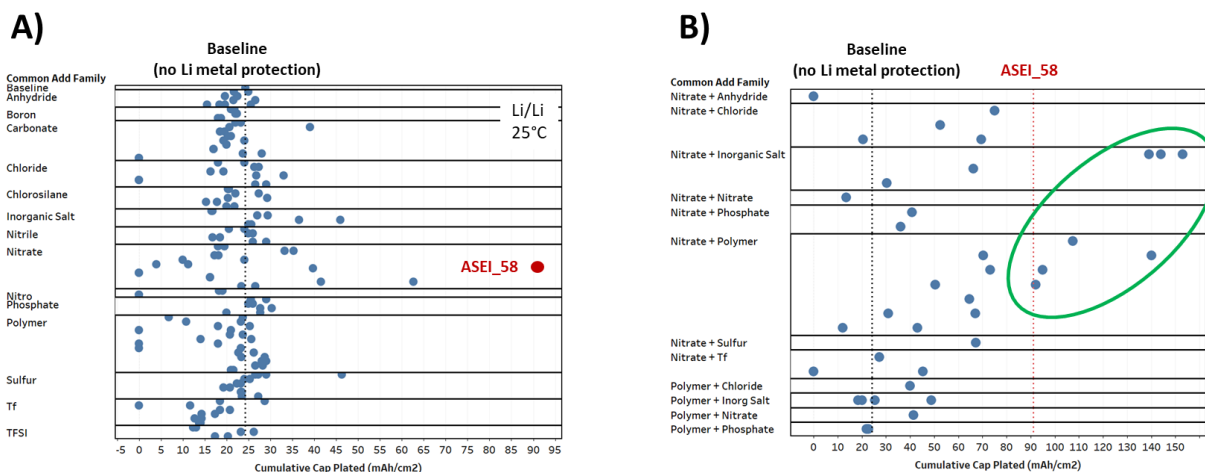 A)
Baseline
(no Li metal protection)
Common Add Family
Baseline
Anhydride
Boron
Carbonate
Chloride
Chlorosilane
Inorganic Salt
Nitrile
Nitrate
Nitro
Phosphate
Polymer
Sulfur
Tf
TFSI
Li/Li
25°C
ASEI_58
-5 0 5 10 15 20 25 30 35 40 45 50 55 60 65 70 75 80 85 90 95
Cumulative Cap Plated (mAh/cm2)
B)
Baseline
(no Li metal protection)
ASEI_58
Common Add Family
Nitrate + Anhydride
Nitrate + Chloride
Nitrate + Inorganic Salt
Nitrate + Nitrate
Nitrate + Phosphate
Nitrate + Polymer
Nitrate + Sulfur
Nitrate + Tf
Polymer + Chloride
Polymer + Inorg Salt
Polymer + Nitrate
Polymer + Phosphate
0 10 20 30 40 50 60 70 80 90 100 110 120 130 140 150
Cumulative Cap Plated (mAh/cm2)